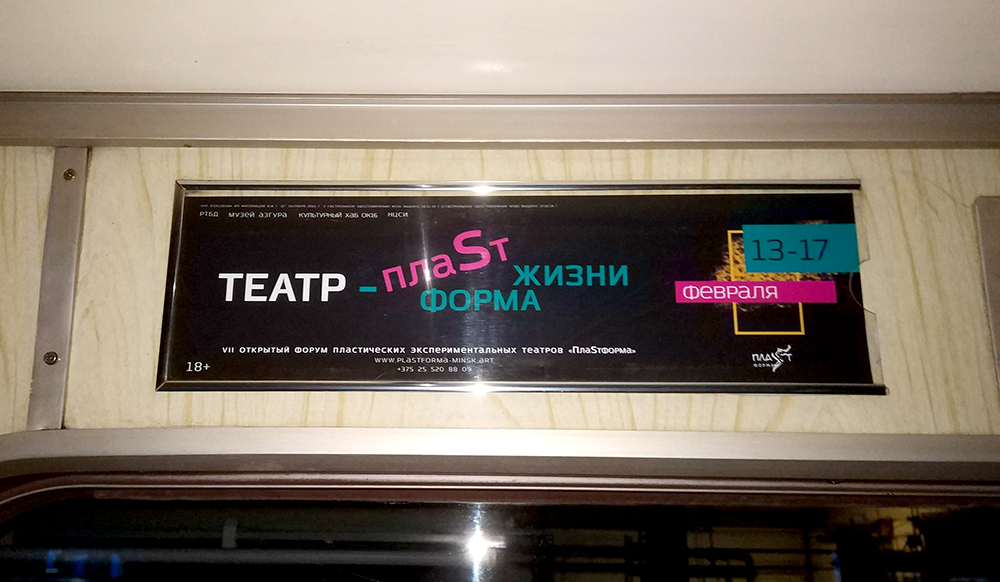 РТБД МУЗЕЙ АЗГУРА КУЛЬТУРНЫЙ ХАБ ОК16 НЦСИ
ТЕАТР – плаSт ЖИЗНИ
ФОРМА
13-17
февраля
VII ОТКРЫТЫЙ ФОРУМ ПЛАСТИЧЕСКИХ ЭКСПЕРИМЕНТАЛЬНЫХ ТЕАТРОВ «ПлаSтформа»
WWW.PLASTFORMA-MINSK.ART
+375 25 520 88 09
18+
ПЛАSТ
ФОРМА